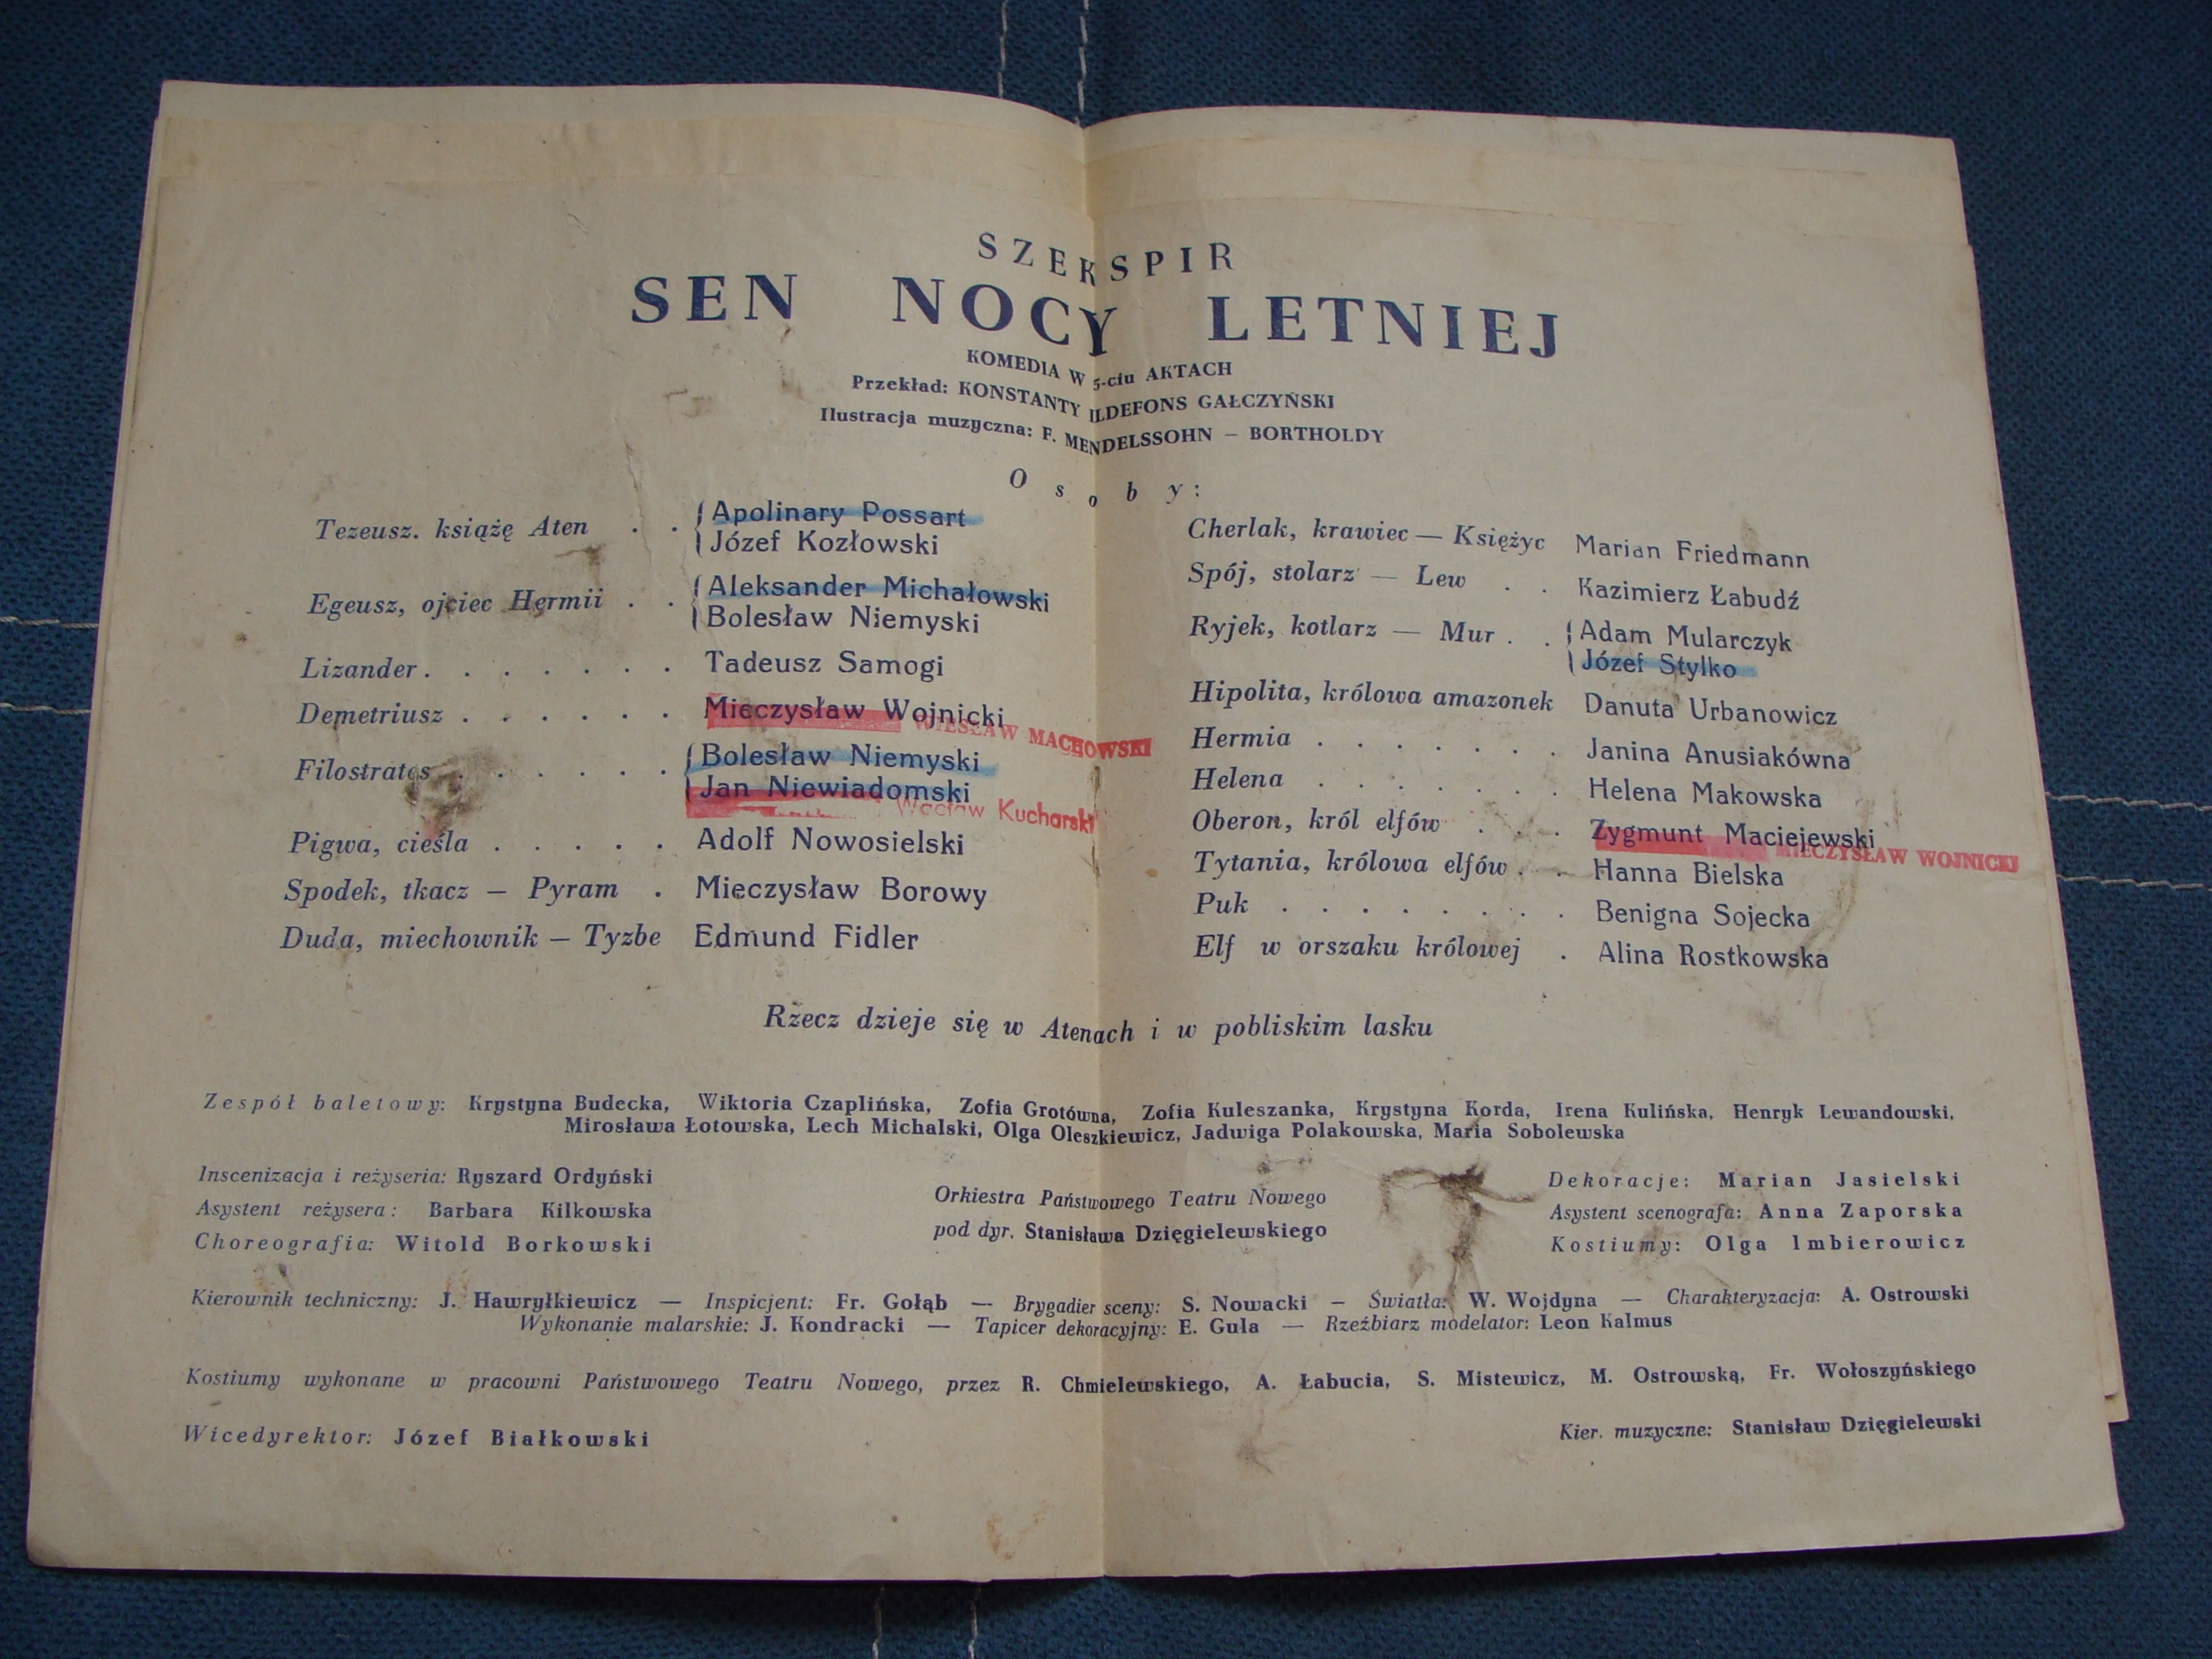 SZEKSPIR
SEN NOCY LETNIEJ
KOMEDIA W 5-ciu AKTACH
Przekład: KONSTANTY ILDEFONS GAŁCZYŃSKI
Ilustracja muzyczna: F. MENDELSSOHN – BORTHOLDY
Osoby:
Tezeusz. książę Aten . . Apolinary Possart
Józef Kozłowski
Egeusz, ojciec Hermii . . Aleksander Michałowski
Bolesław Niemyski
Lizander . . . . . . . Tadeusz Samogi
Demetriusz . . . . . . Mieczysław Wojnicki
WIESŁAW MACHOWSKI
Filostrates . . . . . . Bolesław Niemyski
Jan Niewiadomski
Wacław Kucharski
Pigwa, cieśla . . . . . Adolf Nowosielski
Spodek, tkacz – Pyram . Mieczysław Borowy
Duda, miechownik – Tyzbe Edmund Fidler
Cherlak, krawiec — Księżyc Marian Friedmann
Spój, stolarz — Lew . . Kazimierz Łabudź
Ryjek, kotlarz — Mur . . Adam Mularczyk
Józef Stylko
Hipolita, królowa amazonek Danuta Urbanowicz
Hermia . . . . . . . Janina Anusiakówna
Helena . . . . . . . Helena Makowska
Oberon, król elfów . . . Zygmunt Maciejewski
MIECZYSŁAW WOJNICKI
Tytania, królowa elfów . . Hanna Bielska
Puk . . . . . . . . Benigna Sojecka
Elf w orszaku królowej . Alina Rostkowska
Rzecz dzieje się w Atenach i w pobliskim lasku
Zespół baletowy: Krystyna Budecka, Wiktoria Czaplińska, Zofia Grotówna, Zofia Kuleszanka, Krystyna Korda, Irena Kulińska, Henryk Lewandowski,
Mirosława Łotowska, Lech Michalski, Olga Oleszkiewicz, Jadwiga Polakowska, Maria Sobolewska
Inscenizacja i reżyseria: Ryszard Ordyński
Asystent reżysera: Barbara Kilkowska
Choreografia: Witold Borkowski
Orkiestra Państwowego Teatru Nowego
pod dyr. Stanisława Dzięgielewskiego
Dekoracje: Marian Jasielski
Asystent scenografa: Anna Zaporska
Kostiumy: Olga Imbierowicz
Kierownik techniczny: J. Hawryłkiewicz — Inspicjent: Fr. Gołąb — Brygadier sceny: S. Nowacki – Światła: W. Wojdyna — Charakteryzacja: A. Ostrowski
Wykonanie malarskie: J. Kondracki — Tapicer dekoracyjny: E. Gula — Rzeźbiarz modelator: Leon Kalmus
Kostiumy wykonane w pracowni Państwowego Teatru Nowego, przez R. Chmielewskiego, A. Łabucia, S. Mistewicz, M. Ostrowską, Fr. Wołoszyńskiego
Wicedyrektor: Józef Białkowski
Kier. muzyczne: Stanisław Dzięgielewski